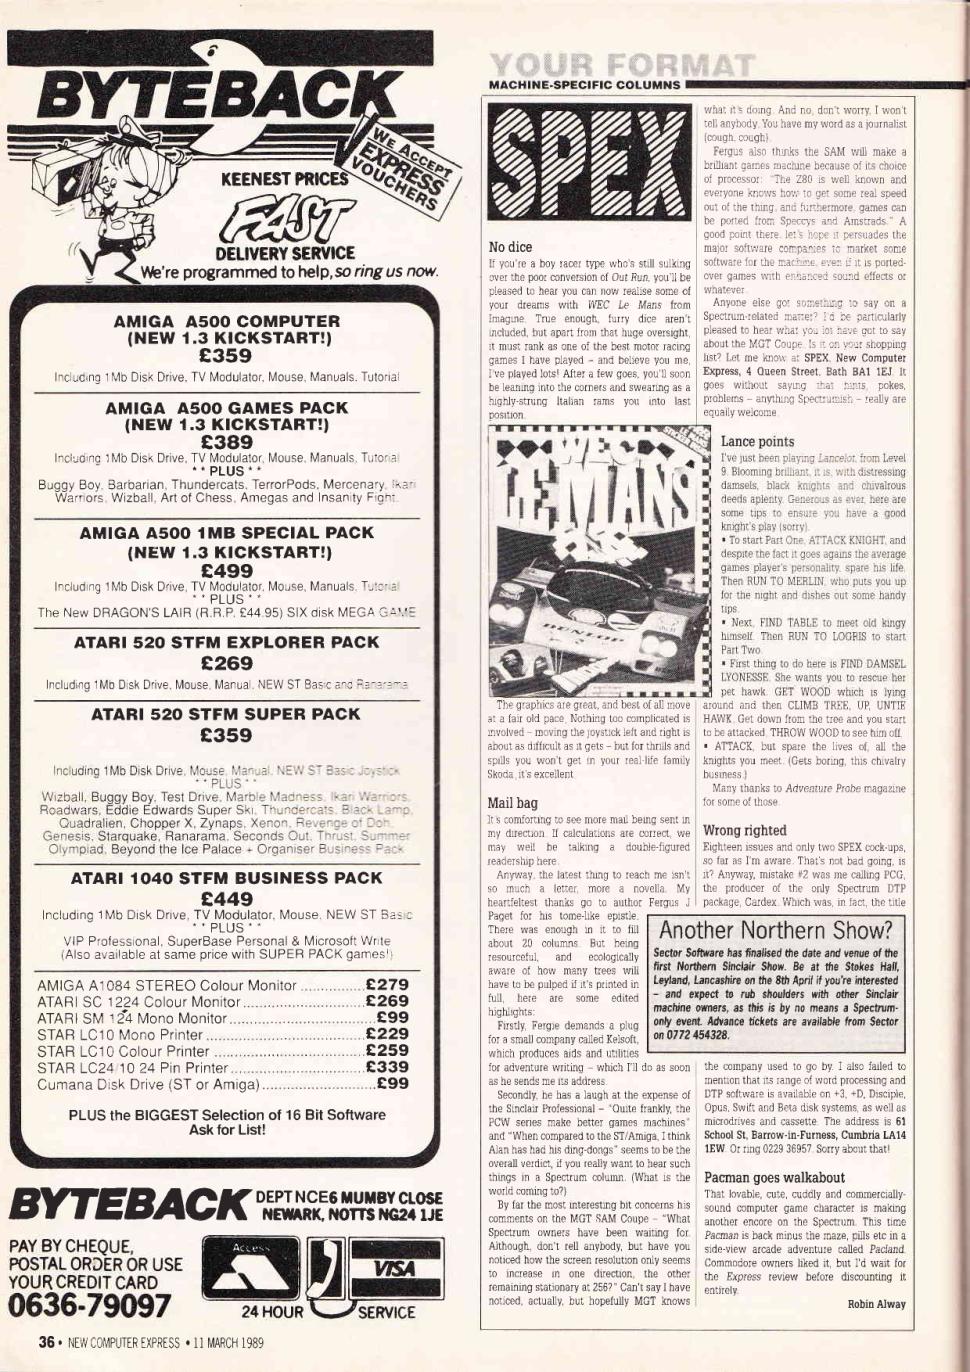 BYTEBACK
WE ACCEPT
EXPRESS
VOUCHERS
KEENEST PRICES
FAST
DELIVERY SERVICE
We're programmed to help, so ring us now.
AMIGA A500 COMPUTER
(NEW 1.3 KICKSTART!)
£359
Including 1Mb Disk Drive, TV Modulator, Mouse, Manuals, Tutorial
AMIGA A500 GAMES PACK
(NEW 1.3 KICKSTART!)
£389
Including 1Mb Disk Drive, TV Modulator, Mouse, Manuals, Tutorial
* * PLUS * *
Buggy Boy, Barbarian, Thundercats, TerrorPods, Mercenary, Ikari
Warriors, Wizball, Art of Chess, Amegas and Insanity Fight.
AMIGA A500 1MB SPECIAL PACK
(NEW 1.3 KICKSTART!)
£499
Including 1Mb Disk Drive, TV Modulator, Mouse, Manuals, Tutorial
* * PLUS * *
The New DRAGON'S LAIR (R.R.P. £44.95) SIX disk MEGA GAME
ATARI 520 STFM EXPLORER PACK
£269
Including 1Mb Disk Drive, Mouse, Manual, NEW ST Basic and Ranarama
ATARI 520 STFM SUPER PACK
£359
Including 1Mb Disk Drive, Mouse, Manual, NEW ST Basic Joystick
* * PLUS * *
Wizball, Buggy Boy, Test Drive, Marble Madness, Ikari Warriors,
Roadwars, Eddie Edwards Super Ski, Thundercats, Black Lamp,
Quadralien, Chopper X, Zynaps, Xenon, Revenge of Doh,
Genesis, Starquake, Ranarama, Seconds Out, Thrust, Summer
Olympiad, Beyond the Ice Palace + Organiser Business Pack
ATARI 1040 STFM BUSINESS PACK
£449
Including 1Mb Disk Drive, TV Modulator, Mouse, NEW ST Basic
* * PLUS * *
VIP Professional, SuperBase Personal & Microsoft Write
(Also available at same price with SUPER PACK games!)
AMIGA A1084 STEREO Colour Monitor ..............£279
ATARI SC 1224 Colour Monitor..........................£269
ATARI SM 124 Mono Monitor..............................£99
STAR LC10 Mono Printer..................................£229
STAR LC10 Colour Printer ................................£259
STAR LC24/10 24 Pin Printer.............................£339
Cumana Disk Drive (ST or Amiga)........................£99
PLUS the BIGGEST Selection of 16 Bit Software
Ask for List!
BYTEBACK DEPT NCE6 MUMBY CLOSE
NEWARK, NOTTS NG24 1JE
PAY BY CHEQUE,
POSTAL ORDER OR USE
YOUR CREDIT CARD
0636-79097
Access
VISA
24 HOUR SERVICE
36 • NEW COMPUTER EXPRESS • 11 MARCH 1989
YOUR FORMAT
MACHINE-SPECIFIC COLUMNS
SPEX
No dice
If you're a boy racer type who's still sulking
over the poor conversion of Out Run, you'll be
pleased to hear you can now realise some of
your dreams with WEC Le Mans from
Imagine. True enough, furry dice aren't
included, but apart from that huge oversight,
it must rank as one of the best motor racing
games I have played – and believe you me,
I've played lots! After a few goes, you'll soon
be leaning into the corners and swearing as a
highly-strung Italian rams you into last
position.
WEC
LE MANS
DUNLOP
The graphics are great, and best of all move
at a fair old pace. Nothing too complicated is
involved – moving the joystick left and right is
about as difficult as it gets – but for thrills and
spills you won't get in your real-life family
Skoda, it's excellent.
Mail bag
It's comforting to see more mail being sent in
my direction. If calculations are correct, we
may well be talking a double-figured
readership here.
Anyway, the latest thing to reach me isn't
so much a letter, more a novella. My
heartfeltest thanks go to author Fergus J
Paget for his tome-like epistle.
There was enough in it to fill
about 20 columns. But being
resourceful, and ecologically
aware of how many trees will
have to be pulped if it's printed in
full, here are some edited
highlights:
Firstly, Fergie demands a plug
for a small company called Kelsoft,
which produces aids and utilities
for adventure writing – which I'll do as soon
as he sends me its address.
Secondly, he has a laugh at the expense of
the Sinclair Professional – "Quite frankly, the
PCW series make better games machines"
and "When compared to the ST/Amiga, I think
Alan has had his ding-dongs" seems to be the
overall verdict, if you really want to hear such
things in a Spectrum column. (What is the
world coming to?)
By far the most interesting bit concerns his
comments on the MGT SAM Coupe – "What
Spectrum owners have been waiting for.
Although, don't rell anybody, but have you
noticed how the screen resolution only seems
to increase in one direction, the other
remaining stationary at 256?" Can't say I have
noticed, actually, but hopefully MGT knows
what it's doing. And no, don't worry, I won't
tell anybody. You have my word as a journalist
(cough, cough).
Fergus also thinks the SAM will make a
brilliant games machine because of its choice
of processor: "The Z80 is well known and
everyone knows how to get some real speed
out of the thing, and furthermore, games can
be ported from Speccys and Amstrads." A
good point there, let's hope it persuades the
major software companies to market some
software for the machine, even if it is ported-
over games with enhanced sound effects or
whatever.
Anyone else got something to say on a
Spectrum-related matter? I'd be particularly
pleased to hear what you lot have got to say
about the MGT Coupe. Is it on your shopping
list? Let me know at SPEX, New Computer
Express, 4 Queen Street, Bath BA1 1EJ. It
goes without saying that hints, pokes,
problems – anything Spectrumish – really are
equally welcome.
Lance points
I've just been playing Lancelot, from Level
9. Blooming brilliant, it is, with distressing
damsels, black knights and chivalrous
deeds aplenty. Generous as ever, here are
some tips to ensure you have a good
knight's play (sorry).
▪ To start Part One, ATTACK KNIGHT, and
despite the fact it goes agains the average
games player's personality, spare his life.
Then RUN TO MERLIN, who puts you up
for the night and dishes out some handy
tips.
▪ Next, FIND TABLE to meet old kingy
himself. Then RUN TO LOGRIS to start
Part Two.
▪ First thing to do here is FIND DAMSEL
LYONESSE. She wants you to rescue her
pet hawk. GET WOOD which is lying
around and then CLIMB TREE, UP, UNTIE
HAWK. Get down from the tree and you start
to be attacked. THROW WOOD to see him off.
▪ ATTACK, but spare the lives of, all the
knights you meet. (Gets boring, this chivalry
business.)
Many thanks to Adventure Probe magazine
for some of those.
Wrong righted
Eighteen issues and only two SPEX cock-ups,
so far as I'm aware. That's not bad going, is
it? Anyway, mistake #2 was me calling PCG,
the producer of the only Spectrum DTP
package, Cardex. Which was, in fact, the title
Another Northern Show?
Sector Software has finalised the date and venue of the
first Northern Sinclair Show. Be at the Stokes Hall,
Leyland, Lancashire on the 8th April if you're interested
– and expect to rub shoulders with other Sinclair
machine owners, as this is by no means a Spectrum-
only event. Advance tickets are available from Sector
on 0772 454328.
the company used to go by. I also failed to
mention that its range of word processing and
DTP software is available on +3, +D, Disciple,
Opus, Swift and Beta disk systems, as well as
microdrives and cassette. The address is 61
School St, Barrow-in-Furness, Cumbria LA14
1EW. Or ring 0229 36957. Sorry about that!
Pacman goes walkabout
That lovable, cute, cuddly and commercially-
sound computer game character is making
another encore on the Spectrum. This time
Pacman is back minus the maze, pills etc in a
side-view arcade adventure called Pacland.
Commodore owners liked it, but I'd wait for
the Express review before discounting it
entirely.
Robin Alway